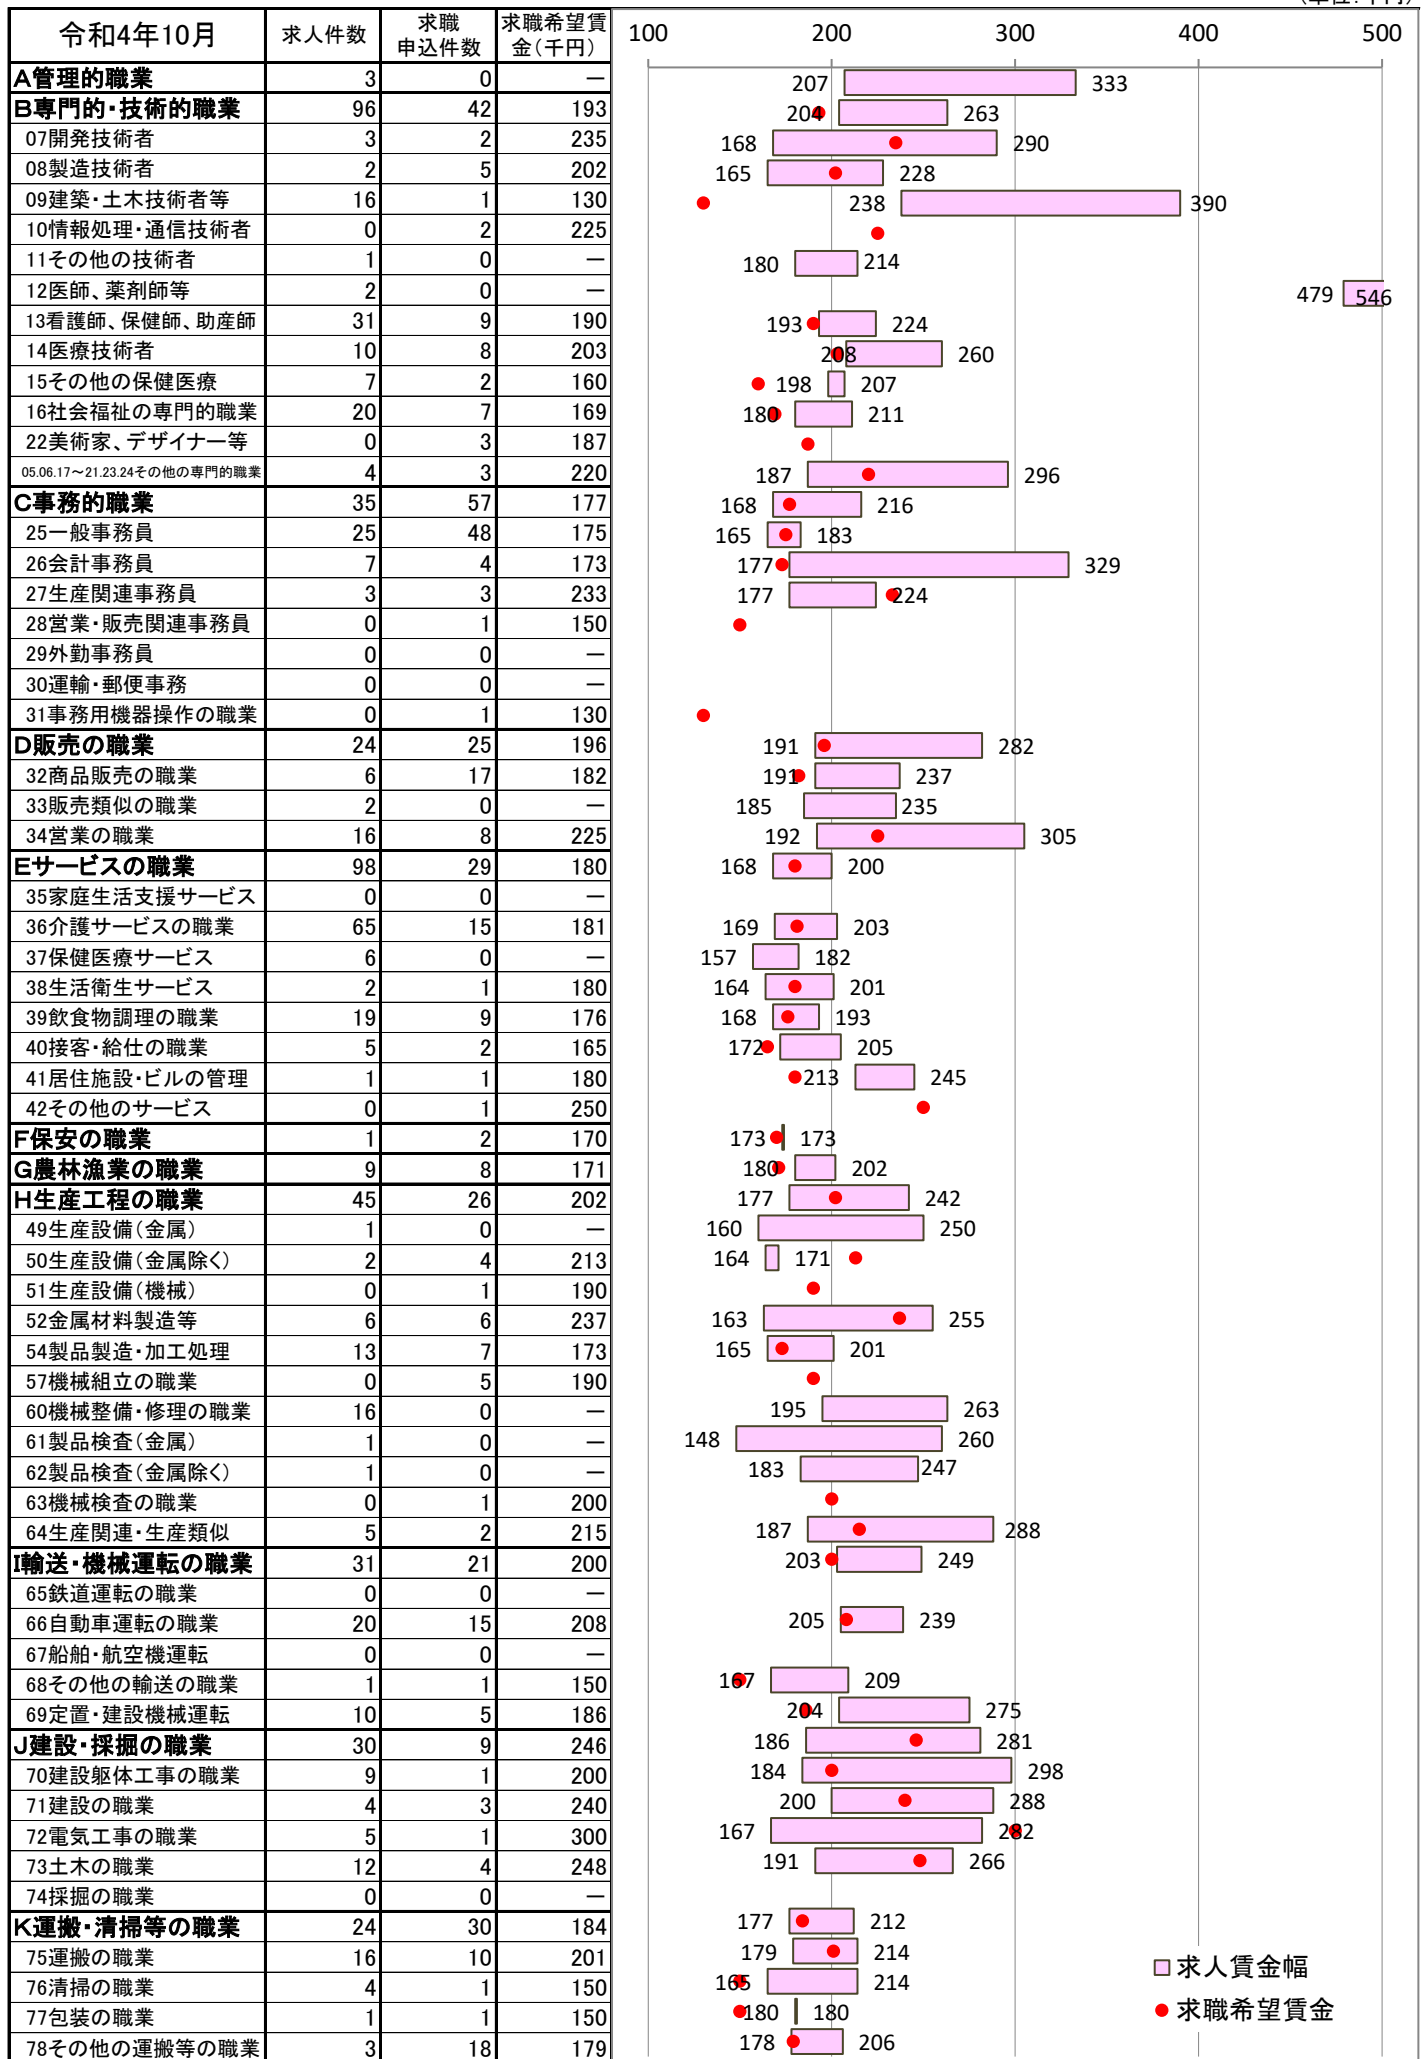 (単位:千円)
令和4年10月 求人件数 求職申込件数 求職希望賃金(千円) 100 200 300 400 500
A管理的職業 3 0 — 207 333
B専門的・技術的職業 96 42 193 204 263
07開発技術者 3 2 235 168 290
08製造技術者 2 5 202 165 228
09建築・土木技術者等 16 1 130 238 390
10情報処理・通信技術者 0 2 225
11その他の技術者 1 0 — 180 214
12医師、薬剤師等 2 0 — 479 546
13看護師、保健師、助産師 31 9 190 193 224
14医療技術者 10 8 203 208 260
15その他の保健医療 7 2 160 198 207
16社会福祉の専門的職業 20 7 169 180 211
22美術家、デザイナー等 0 3 187
05.06.17～21.23.24その他の専門的職業 4 3 220 187 296
C事務的職業 35 57 177 168 216
25一般事務員 25 48 175 165 183
26会計事務員 7 4 173 177 329
27生産関連事務員 3 3 233 177 224
28営業・販売関連事務員 0 1 150
29外勤事務員 0 0 —
30運輸・郵便事務 0 0 —
31事務用機器操作の職業 0 1 130
D販売の職業 24 25 196 191 282
32商品販売の職業 6 17 182 191 237
33販売類似の職業 2 0 — 185 235
34営業の職業 16 8 225 192 305
Eサービスの職業 98 29 180 168 200
35家庭生活支援サービス 0 0 —
36介護サービスの職業 65 15 181 169 203
37保健医療サービス 6 0 — 157 182
38生活衛生サービス 2 1 180 164 201
39飲食物調理の職業 19 9 176 168 193
40接客・給仕の職業 5 2 165 172 205
41居住施設・ビルの管理 1 1 180 213 245
42その他のサービス 0 1 250
F保安の職業 1 2 170 173 173
G農林漁業の職業 9 8 171 180 202
H生産工程の職業 45 26 202 177 242
49生産設備(金属) 1 0 — 160 250
50生産設備(金属除く) 2 4 213 164 171
51生産設備(機械) 0 1 190
52金属材料製造等 6 6 237 163 255
54製品製造・加工処理 13 7 173 165 201
57機械組立の職業 0 5 190
60機械整備・修理の職業 16 0 — 195 263
61製品検査(金属) 1 0 — 148 260
62製品検査(金属除く) 1 0 — 183 247
63機械検査の職業 0 1 200
64生産関連・生産類似 5 2 215 187 288
I輸送・機械運転の職業 31 21 200 203 249
65鉄道運転の職業 0 0 —
66自動車運転の職業 20 15 208 205 239
67船舶・航空機運転 0 0 —
68その他の輸送の職業 1 1 150 167 209
69定置・建設機械運転 10 5 186 204 275
J建設・採掘の職業 30 9 246 186 281
70建設躯体工事の職業 9 1 200 184 298
71建設の職業 4 3 240 200 288
72電気工事の職業 5 1 300 167 282
73土木の職業 12 4 248 191 266
74採掘の職業 0 0 —
K運搬・清掃等の職業 24 30 184 177 212
75運搬の職業 16 10 201 179 214
76清掃の職業 4 1 150 165 214
77包装の職業 1 1 150 180 180
78その他の運搬等の職業 3 18 179 178 206
求人賃金幅
求職希望賃金